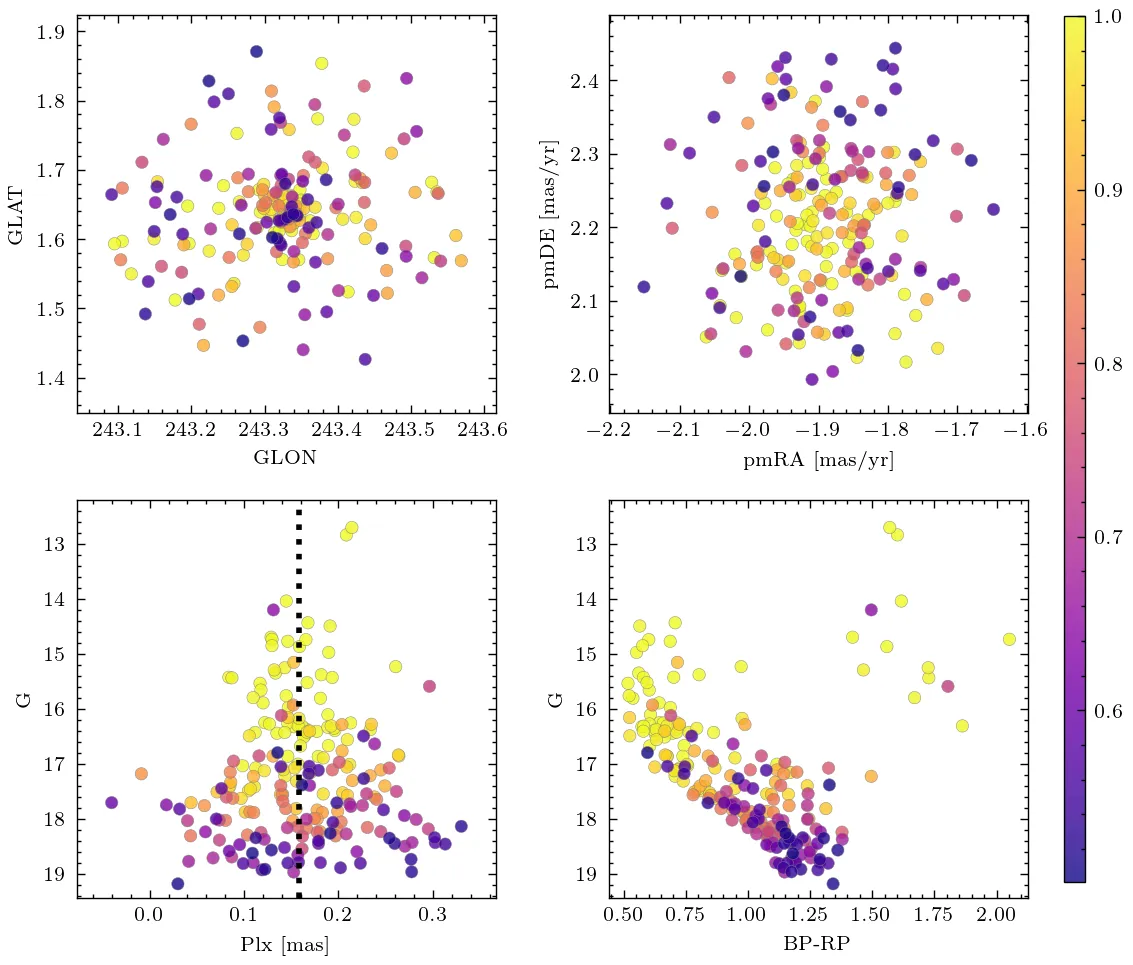 1.9
1.8
1.7
1.6
1.5
1.4
GLAT
243.1 243.2 243.3 243.4 243.5 243.6
GLON
2.4
2.3
2.2
2.1
2.0
pmDE [mas/yr]
−2.2 −2.1 −2.0 −1.9 −1.8 −1.7 −1.6
pmRA [mas/yr]
1.0
0.9
0.8
0.7
0.6
13
14
15
16
17
18
19
G
0.0 0.1 0.2 0.3
Plx [mas]
13
14
15
16
17
18
19
G
0.50 0.75 1.00 1.25 1.50 1.75 2.00
BP-RP